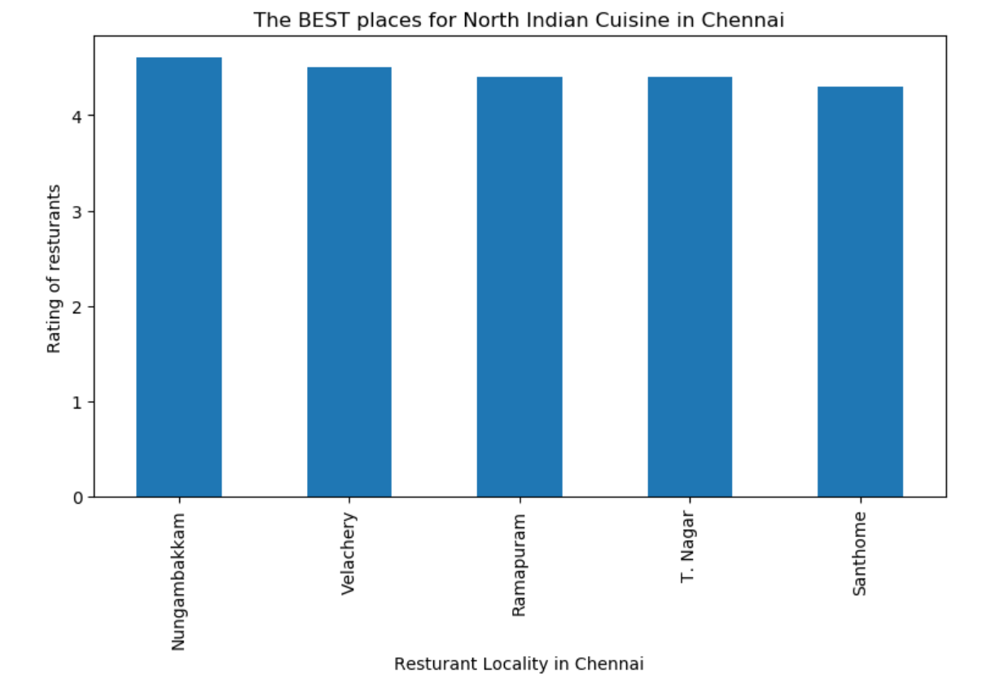 The BEST places for North Indian Cuisine in Chennai
Rating of resturants
4
3
2
1
0
Nungambakkam
Velachery
Ramapuram
T. Nagar
Santhome
Resturant Locality in Chennai